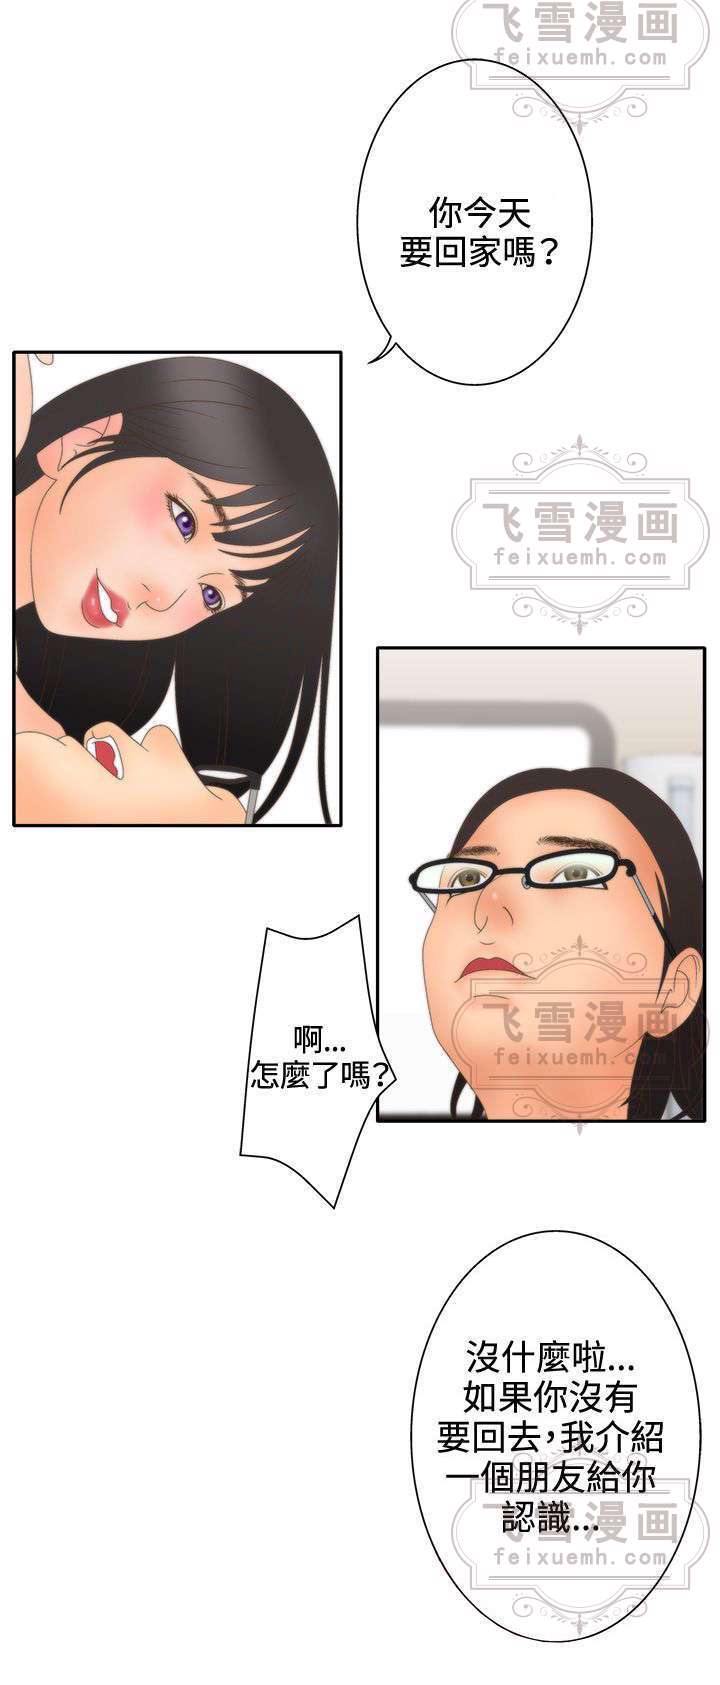 飞雪漫画
feixuemh.com
你今天
要回家嗎？
飞雪漫画
feixuemh.com
飞雪漫画
feixuemh.com
啊...
怎麼了嗎？
沒什麼啦...
如果你沒有
要回去，我介紹
一個朋友給你
認識...
飞雪漫画
feixuemh.com